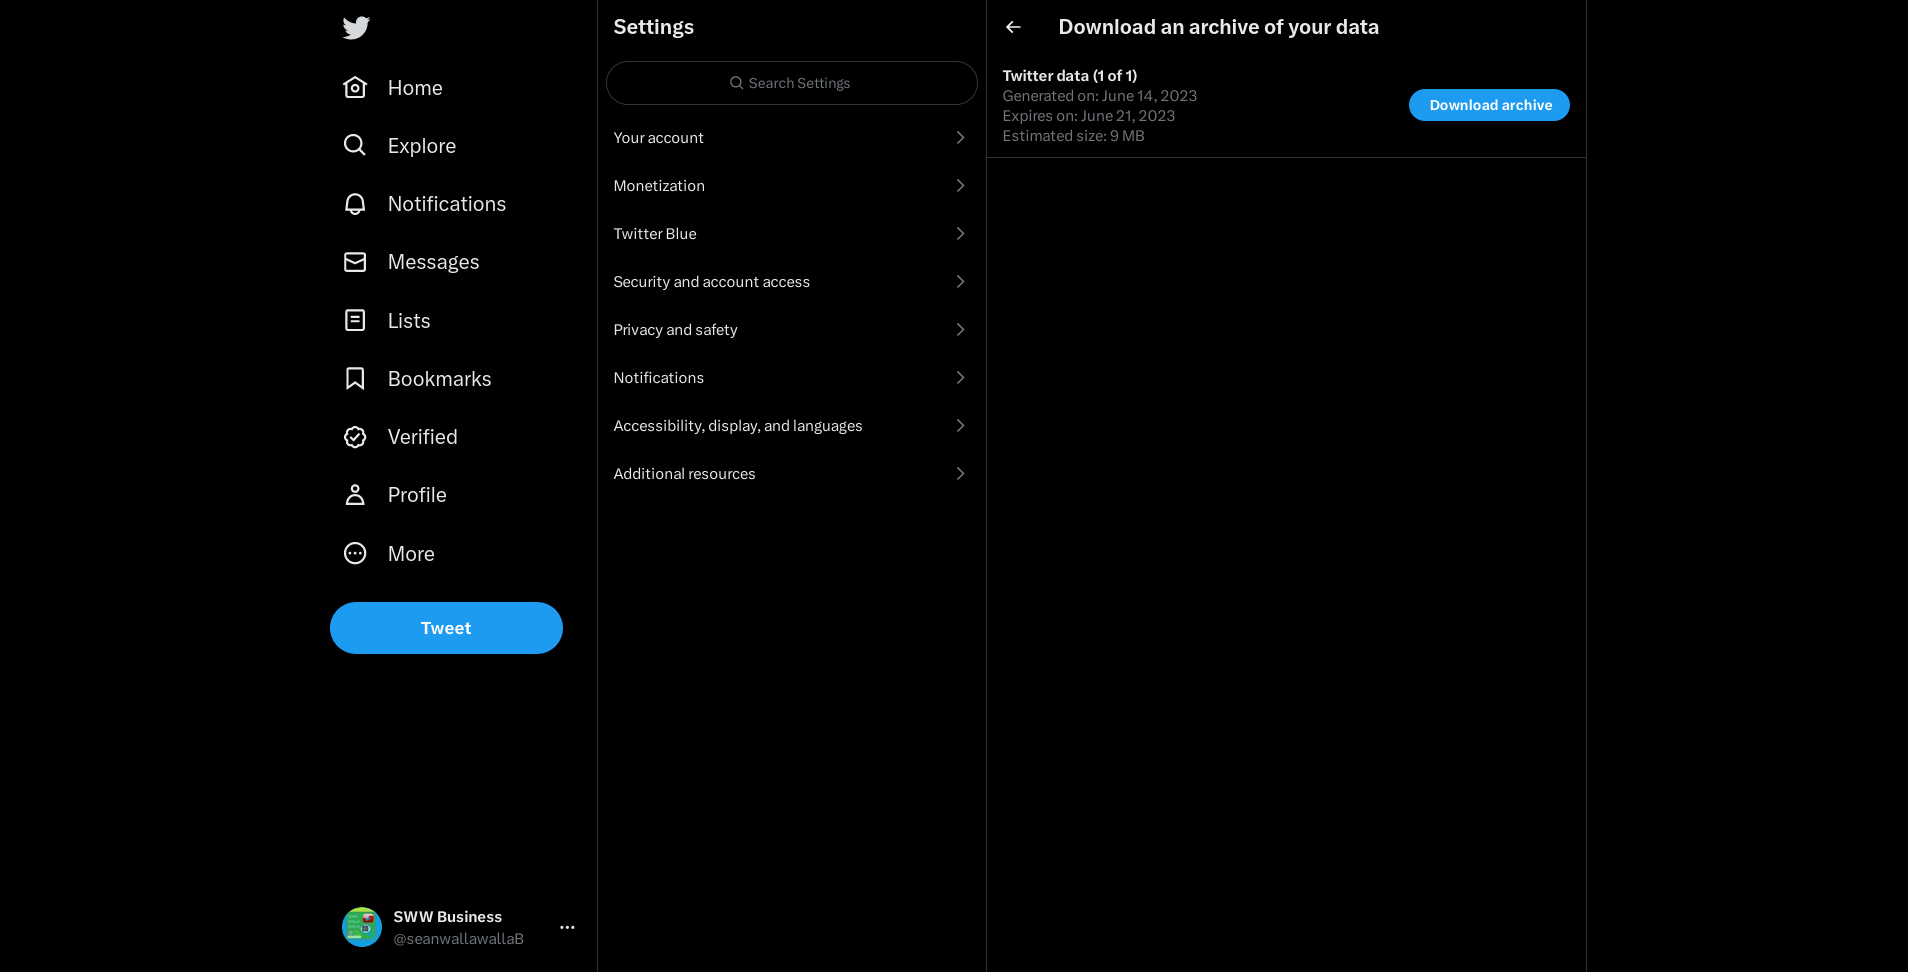 Home
Explore
Notifications
Messages
Lists
Bookmarks
Verified
Profile
More
Tweet
SWW Business
@seanwallawallaB
Settings
Search Settings
Your account
Monetization
Twitter Blue
Security and account access
Privacy and safety
Notifications
Accessibility, display, and languages
Additional resources
Download an archive of your data
Twitter data (1 of 1)
Generated on: June 14, 2023
Expires on: June 21, 2023
Estimated size: 9 MB
Download archive